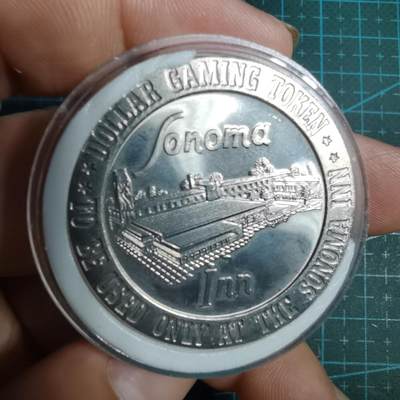 DOLLAR GAMING TOKEN
Sonoma
Inn
TO BE USED ONLY AT THE SONOMA INN